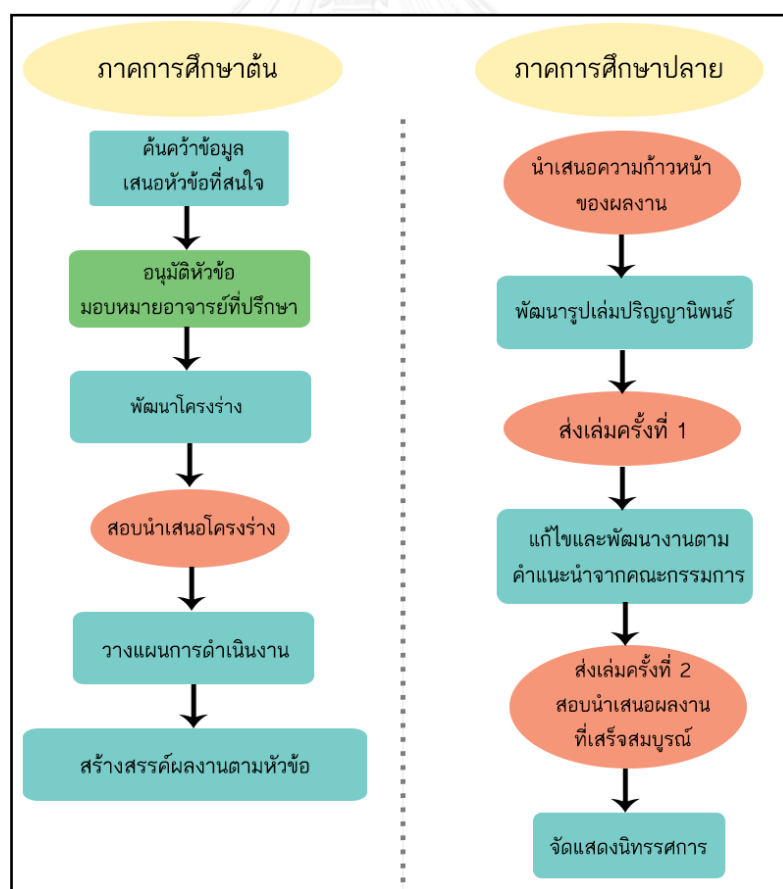 ภาคการศึกษาต้น
ค้นคว้าข้อมูล
เสนอหัวข้อที่สนใจ
อนุมัติหัวข้อ
มอบหมายอาจารย์ที่ปรึกษา
พัฒนาโครงร่าง
สอบนำเสนอโครงร่าง
วางแผนการดำเนินงาน
สร้างสรรค์ผลงานตามหัวข้อ
ภาคการศึกษาปลาย
นำเสนอความก้าวหน้า
ของผลงาน
พัฒนารูปเล่มปริญญานิพนธ์
ส่งเล่มครั้งที่ 1
แก้ไขและพัฒนางานตาม
คำแนะนำจากคณะกรรมการ
ส่งเล่มครั้งที่ 2
สอบนำเสนอผลงาน
ที่เสร็จสมบูรณ์
จัดแสดงนิทรรศการ